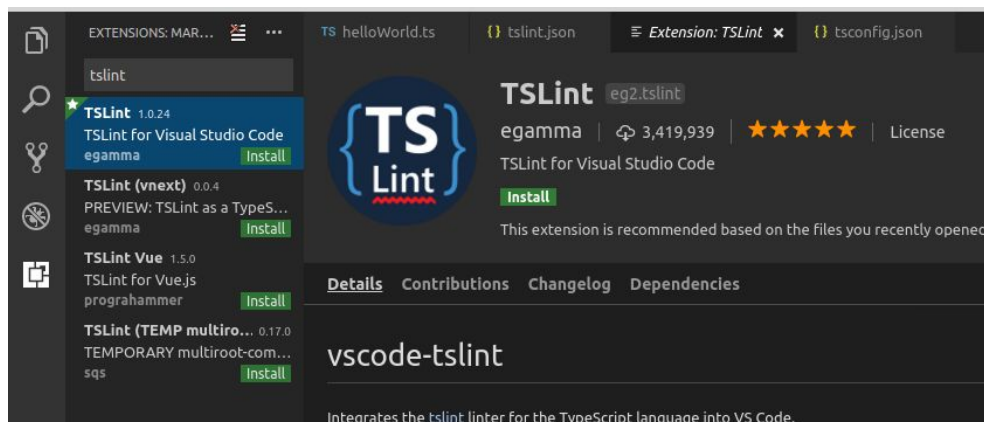 EXTENSIONS: MAR... ...
tslint
TSLint 1.0.24
TSLint for Visual Studio Code
egamma Install
TSLint (vnext) 0.0.4
PREVIEW: TSLint as a TypeS...
egamma Install
TSLint Vue 1.5.0
TSLint for Vue.js
prograhammer Install
TSLint (TEMP multiro... 0.17.0
TEMPORARY multiroot-com...
sqs Install
TS helloWorld.ts {} tslint.json Extension: TSLint × {} tsconfig.json
{TS}
Lint
TSLint eg2.tslint
egamma | 3,419,939 | ★★★★★ | License
TSLint for Visual Studio Code
Install
This extension is recommended based on the files you recently opened
Details Contributions Changelog Dependencies
vscode-tslint
Integrates the tslint linter for the TypeScript language into VS Code.